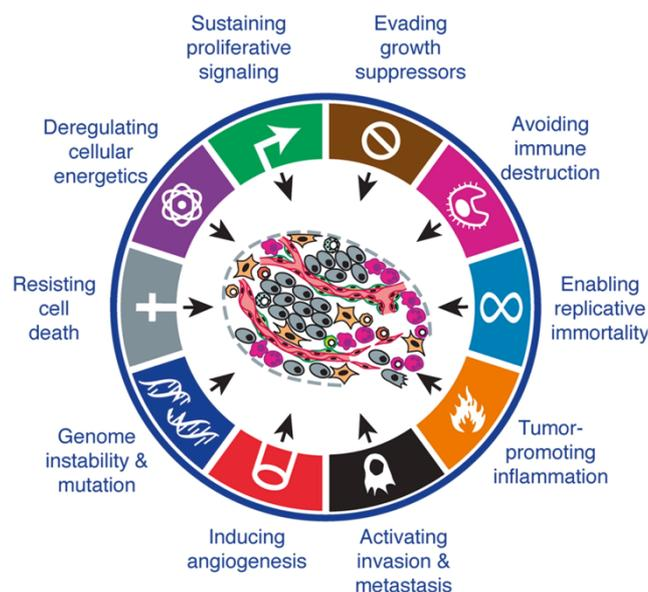 Sustaining
proliferative
signaling
Evading
growth
suppressors
Avoiding
immune
destruction
Enabling
replicative
immortality
Tumor-
promoting
inflammation
Activating
invasion &
metastasis
Inducing
angiogenesis
Genome
instability &
mutation
Resisting
cell
death
Deregulating
cellular
energetics